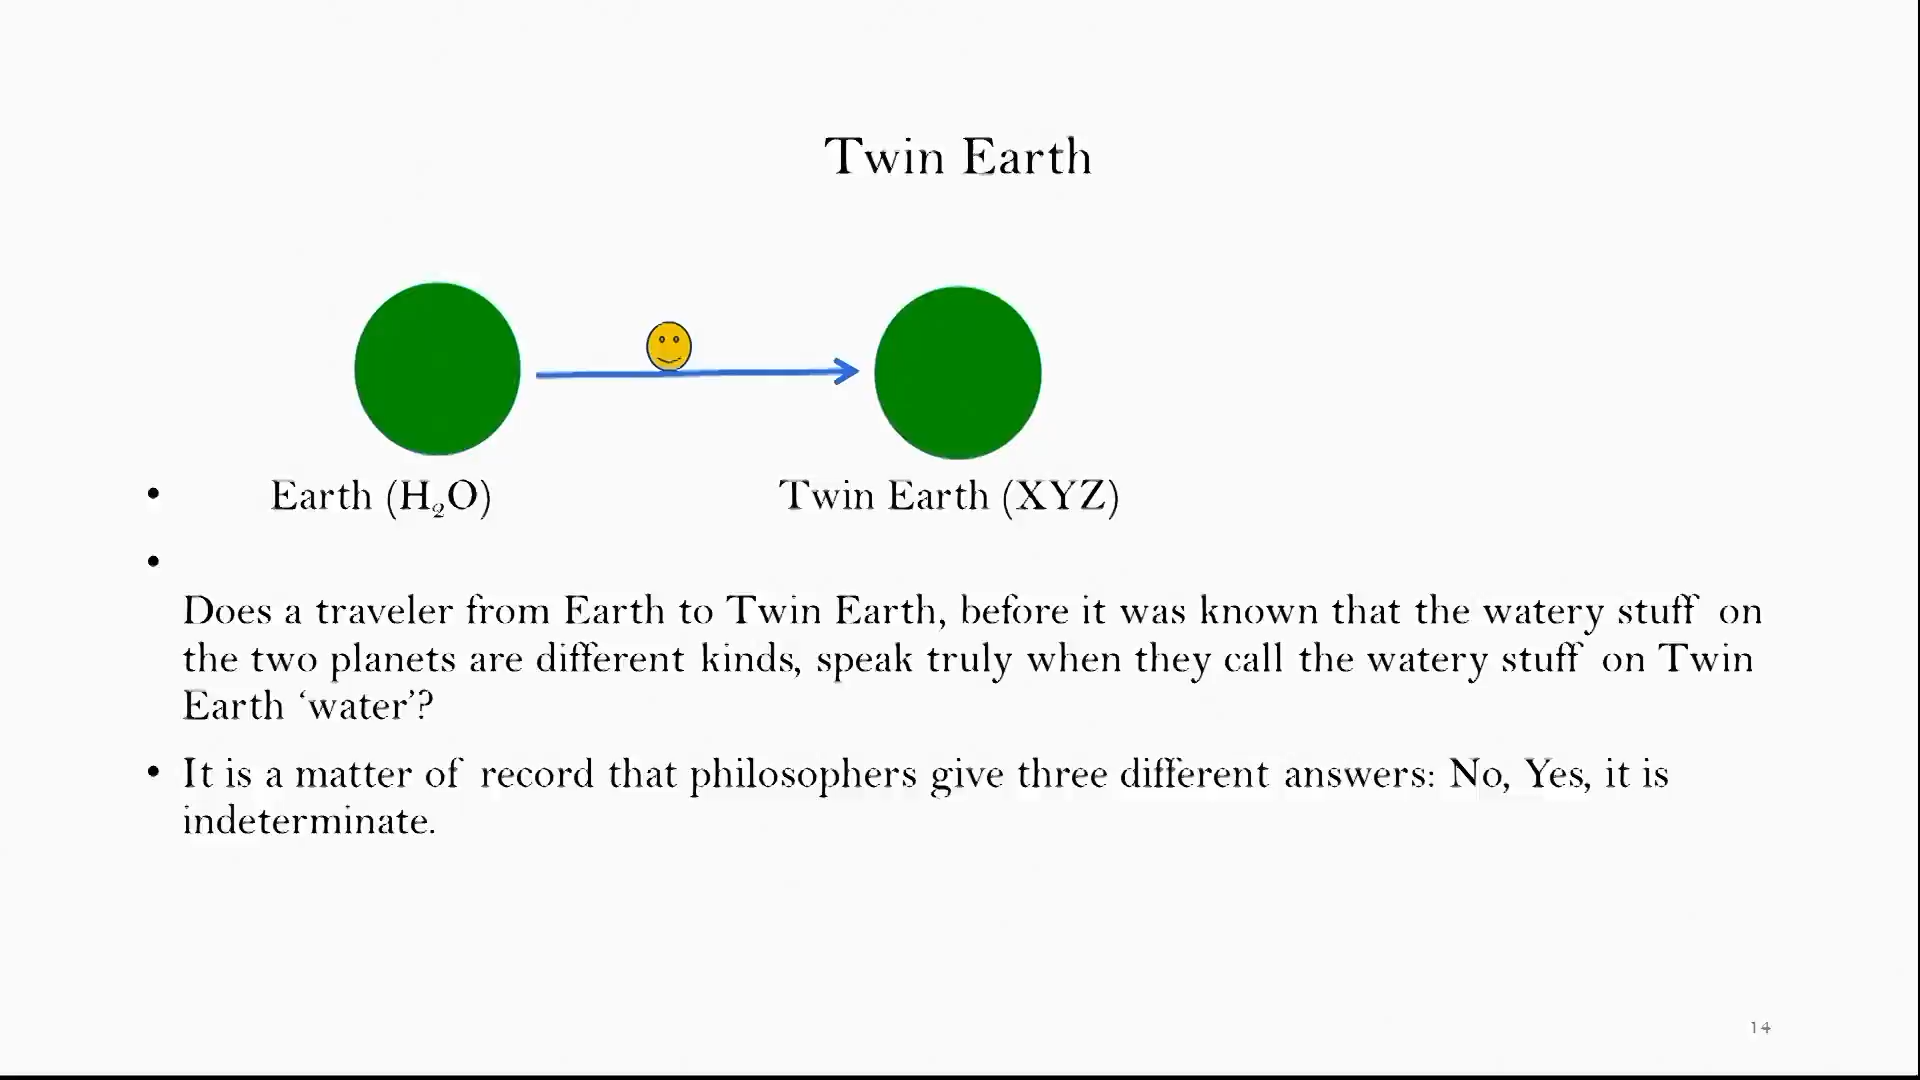 Twin Earth
• Earth (H₂O) Twin Earth (XYZ)
•
Does a traveler from Earth to Twin Earth, before it was known that the watery stuff on
the two planets are different kinds, speak truly when they call the watery stuff on Twin
Earth ‘water’?
• It is a matter of record that philosophers give three different answers: No, Yes, it is
indeterminate.
14